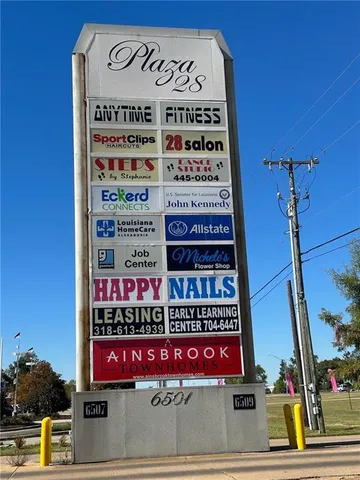 Plaza
28
ANYTIME FITNESS
SportClips
HAIRCUTS
28 salon
STEPS
by Stephanie
DANCE
STUDIO
445-0004
Eckerd
CONNECTS
U.S. Senator for Louisiana
John Kennedy
Louisiana
HomeCare
ALEXANDRIA
Allstate
Job
Center
Michele's
Flower Shop
HAPPY NAILS
LEASING
318-613-4939
EARLY LEARNING
CENTER 704-6447
A
AINSBROOK
TOWNHOMES
6507
6501
6509